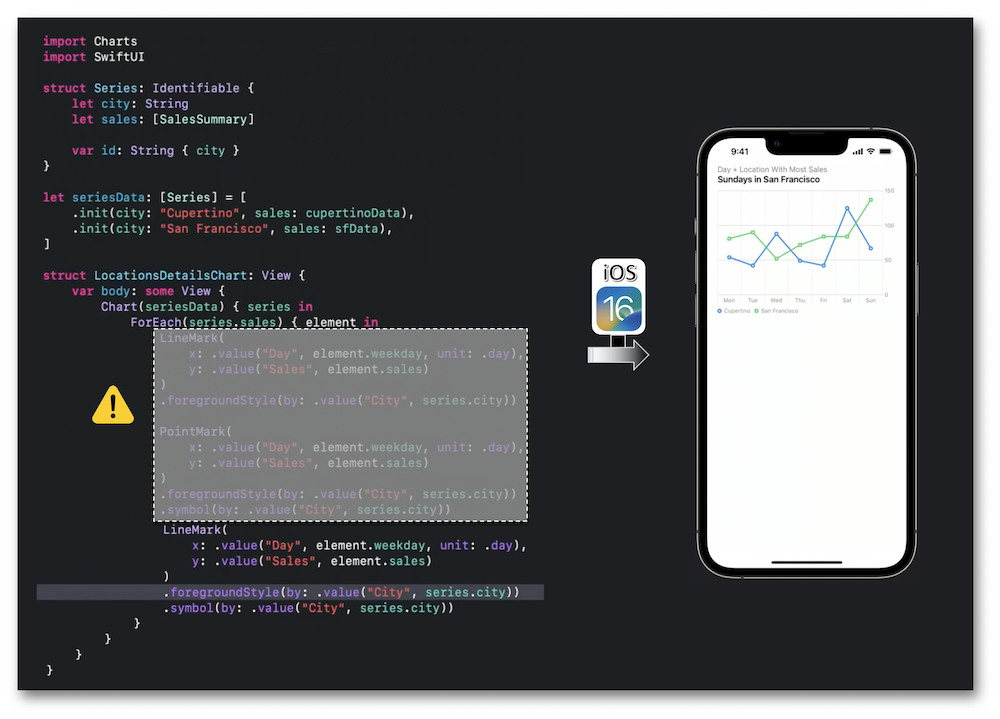 import Charts
import SwiftUI
struct Series: Identifiable {
let city: String
let sales: [SalesSummary]
var id: String { city }
}
let seriesData: [Series] = [
.init(city: "Cupertino", sales: cupertinoData),
.init(city: "San Francisco", sales: sfData),
]
struct LocationsDetailsChart: View {
var body: some View {
Chart(seriesData) { series in
ForEach(series.sales) { element in
LineMark(
x: .value("Day", element.weekday, unit: .day),
y: .value("Sales", element.sales)
)
.foregroundStyle(by: .value("City", series.city))
PointMark(
x: .value("Day", element.weekday, unit: .day),
y: .value("Sales", element.sales)
)
.foregroundStyle(by: .value("City", series.city))
.symbol(by: .value("City", series.city))
LineMark(
x: .value("Day", element.weekday, unit: .day),
y: .value("Sales", element.sales)
)
.foregroundStyle(by: .value("City", series.city))
.symbol(by: .value("City", series.city))
}
}
}
}
iOS
16
9:41
Day + Location With Most Sales
Sundays in San Francisco
150
100
50
0
Mon Tue Wed Thu Fri Sat Sun
Cupertino San Francisco